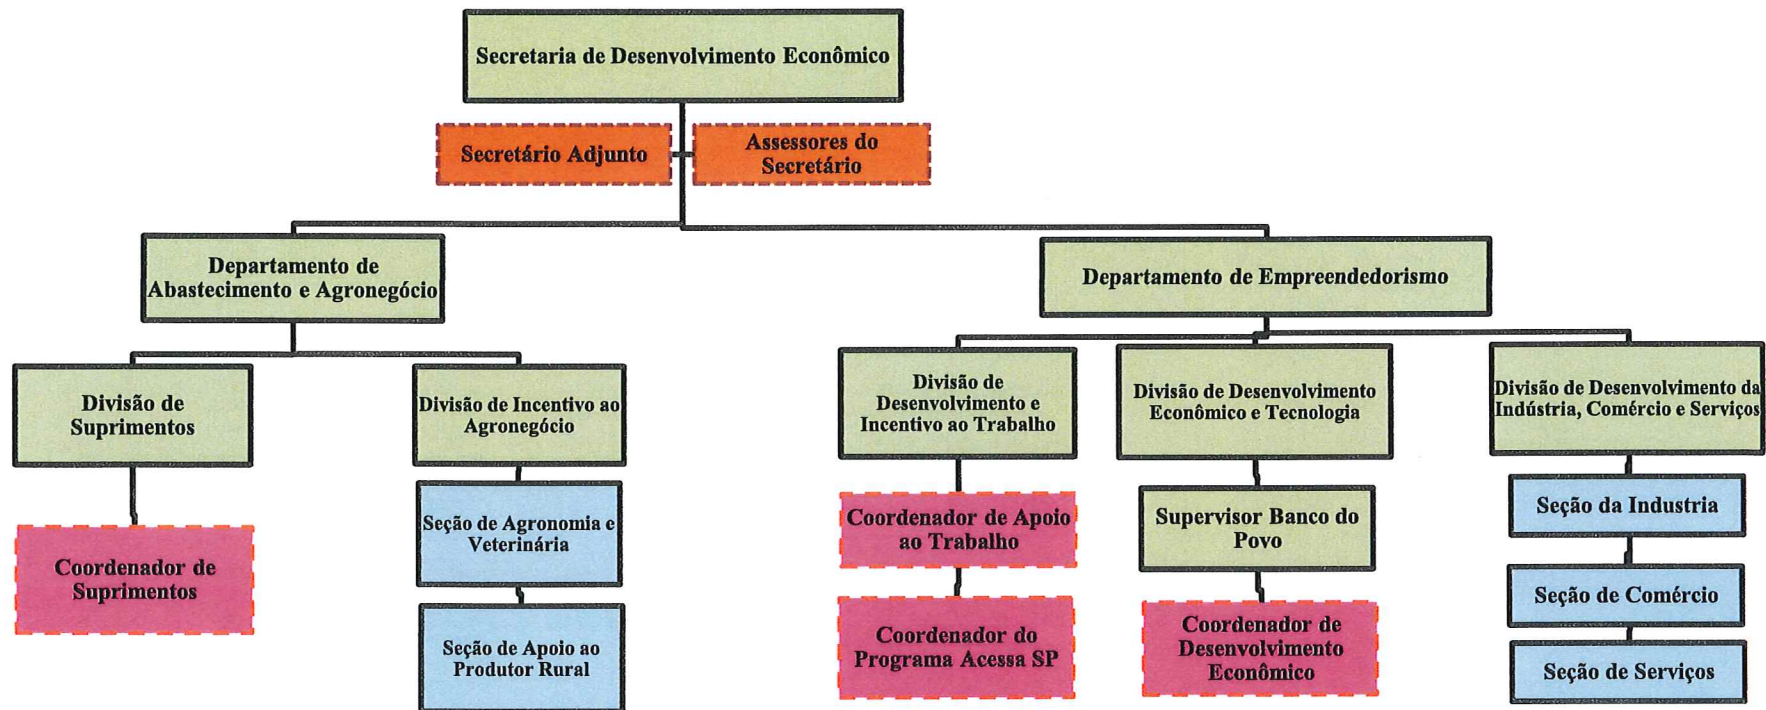 Secretaria de Desenvolvimento Econômico
Secretário Adjunto
Assessores do
Secretário
Departamento de
Abastecimento e Agronegócio
Departamento de Empreendedorismo
Divisão de
Suprimentos
Divisão de Incentivo ao
Agronegócio
Divisão de
Desenvolvimento e
Incentivo ao Trabalho
Divisão de Desenvolvimento
Econômico e Tecnologia
Divisão de Desenvolvimento da
Indústria, Comércio e Serviços
Coordenador de
Suprimentos
Seção de Agronomia e
Veterinária
Seção de Apoio ao
Produtor Rural
Coordenador de Apoio
ao Trabalho
Coordenador do
Programa Acessa SP
Supervisor Banco do
Povo
Coordenador de
Desenvolvimento
Econômico
Seção da Industria
Seção de Comércio
Seção de Serviços